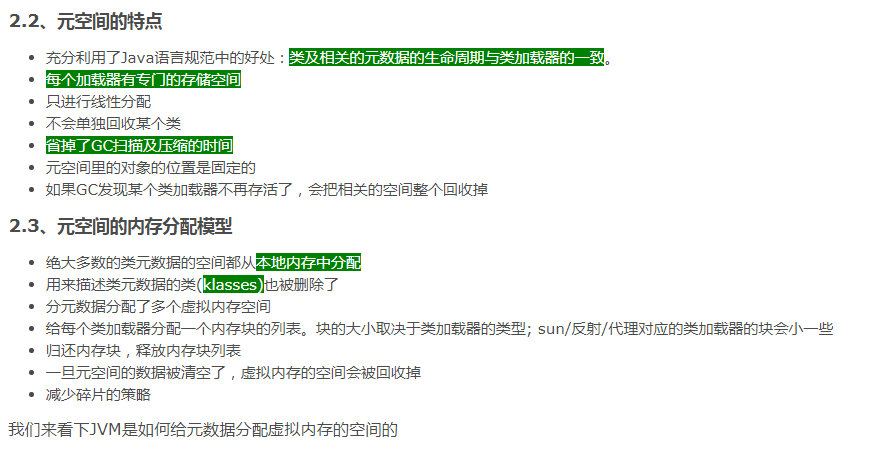 2.2、元空间的特点
充分利用了Java语言规范中的好处：类及相关的元数据的生命周期与类加载器的一致。
每个加载器有专门的存储空间
只进行线性分配
不会单独回收某个类
省掉了GC扫描及压缩的时间
元空间里的对象的位置是固定的
如果GC发现某个类加载器不再存活了，会把相关的空间整个回收掉
2.3、元空间的内存分配模型
绝大多数的类元数据的空间都从本地内存中分配
用来描述类元数据的类(klasses)也被删除了
分元数据分配了多个虚拟内存空间
给每个类加载器分配一个内存块的列表。块的大小取决于类加载器的类型; sun/反射/代理对应的类加载器的块会小一些
归还内存块，释放内存块列表
一旦元空间的数据被清空了，虚拟内存的空间会被回收掉
减少碎片的策略
我们来看下JVM是如何给元数据分配虚拟内存的空间的